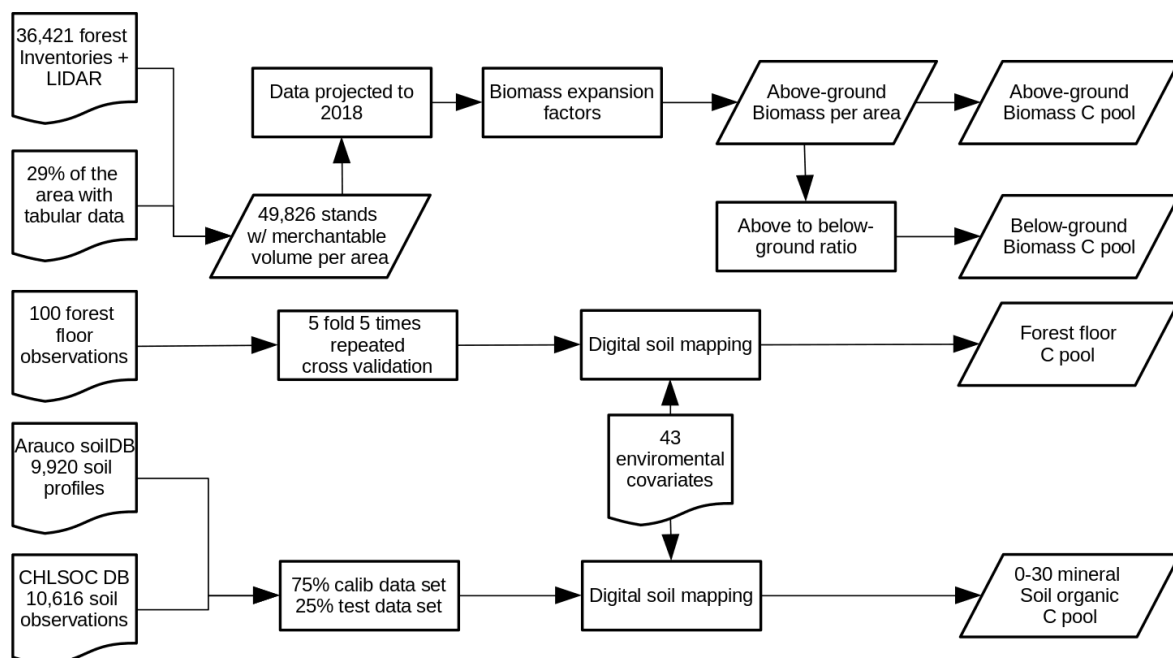 36,421 forest
Inventories +
LIDAR
Data projected to
2018
Biomass expansion
factors
Above-ground
Biomass per area
Above-ground
Biomass C pool
29% of the
area with
tabular data
49,826 stands
w/ merchantable
volume per area
Above to below-
ground ratio
Below-ground
Biomass C pool
100 forest
floor
observations
5 fold 5 times
repeated
cross validation
Digital soil mapping
Forest floor
C pool
43
enviromental
covariates
Arauco soilDB
9,920 soil
profiles
CHLSOC DB
10,616 soil
observations
75% calib data set
25% test data set
Digital soil mapping
0-30 mineral
Soil organic
C pool